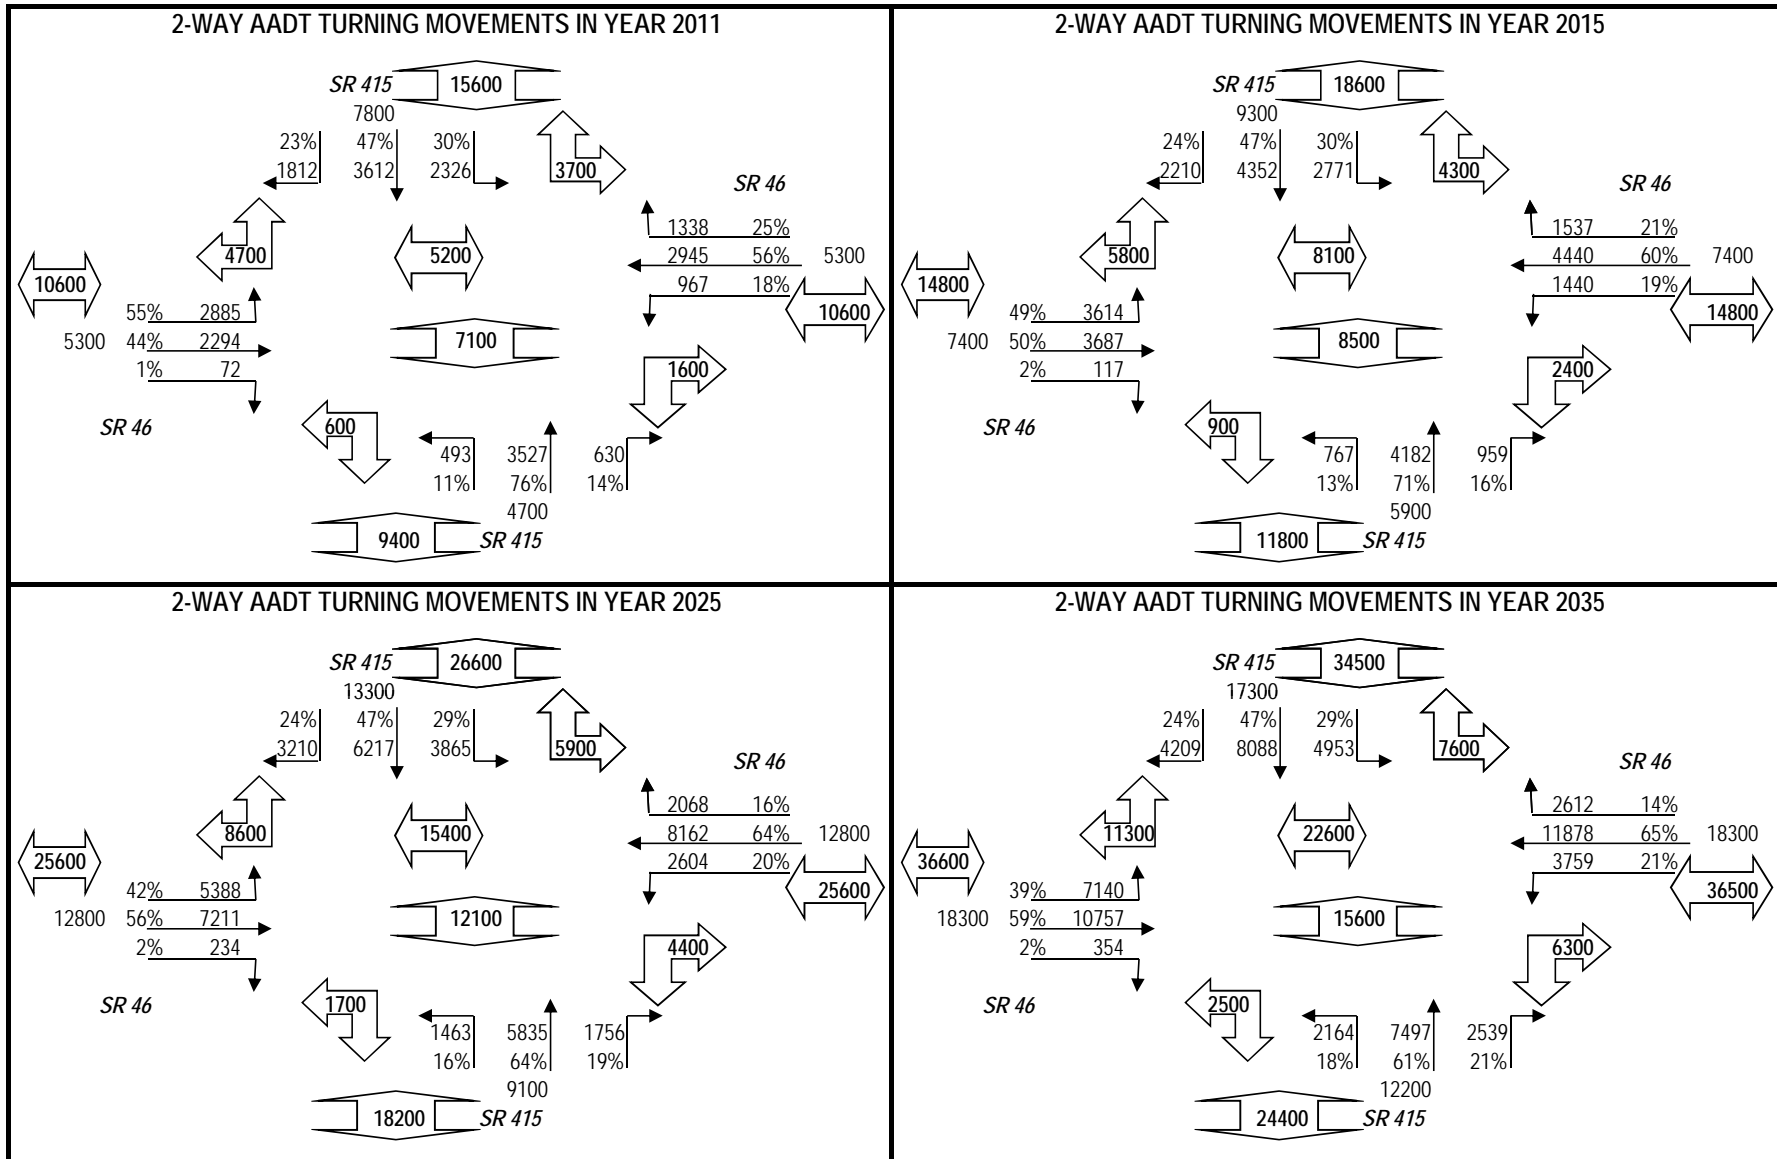 2-WAY AADT TURNING MOVEMENTS IN YEAR 2011
SR 415 15600
7800
23% 47% 30%
1812 3612 2326 3700
SR 46
1338 25%
4700 5200 2945 56% 5300
10600 967 18%
55% 2885 10600
5300 44% 2294 7100
1% 72 1600
SR 46 600
493 3527 630
11% 76% 14%
4700
9400 SR 415
2-WAY AADT TURNING MOVEMENTS IN YEAR 2015
SR 415 18600
9300
24% 47% 30%
2210 4352 2771 4300
SR 46
1537 21%
5800 8100 4440 60% 7400
14800 1440 19%
49% 3614 14800
7400 50% 3687 8500
2% 117 2400
SR 46 900
767 4182 959
13% 71% 16%
5900
11800 SR 415
2-WAY AADT TURNING MOVEMENTS IN YEAR 2025
SR 415 26600
13300
24% 47% 29%
3210 6217 3865 5900
SR 46
2068 16%
8600 15400 8162 64% 12800
25600 2604 20%
42% 5388 25600
12800 56% 7211 12100
2% 234 4400
SR 46 1700
1463 5835 1756
16% 64% 19%
9100
18200 SR 415
2-WAY AADT TURNING MOVEMENTS IN YEAR 2035
SR 415 34500
17300
24% 47% 29%
4209 8088 4953 7600
SR 46
2612 14%
11300 22600 11878 65% 18300
36600 3759 21%
39% 7140 36500
18300 59% 10757 15600
2% 354 6300
SR 46 2500
2164 7497 2539
18% 61% 21%
12200
24400 SR 415